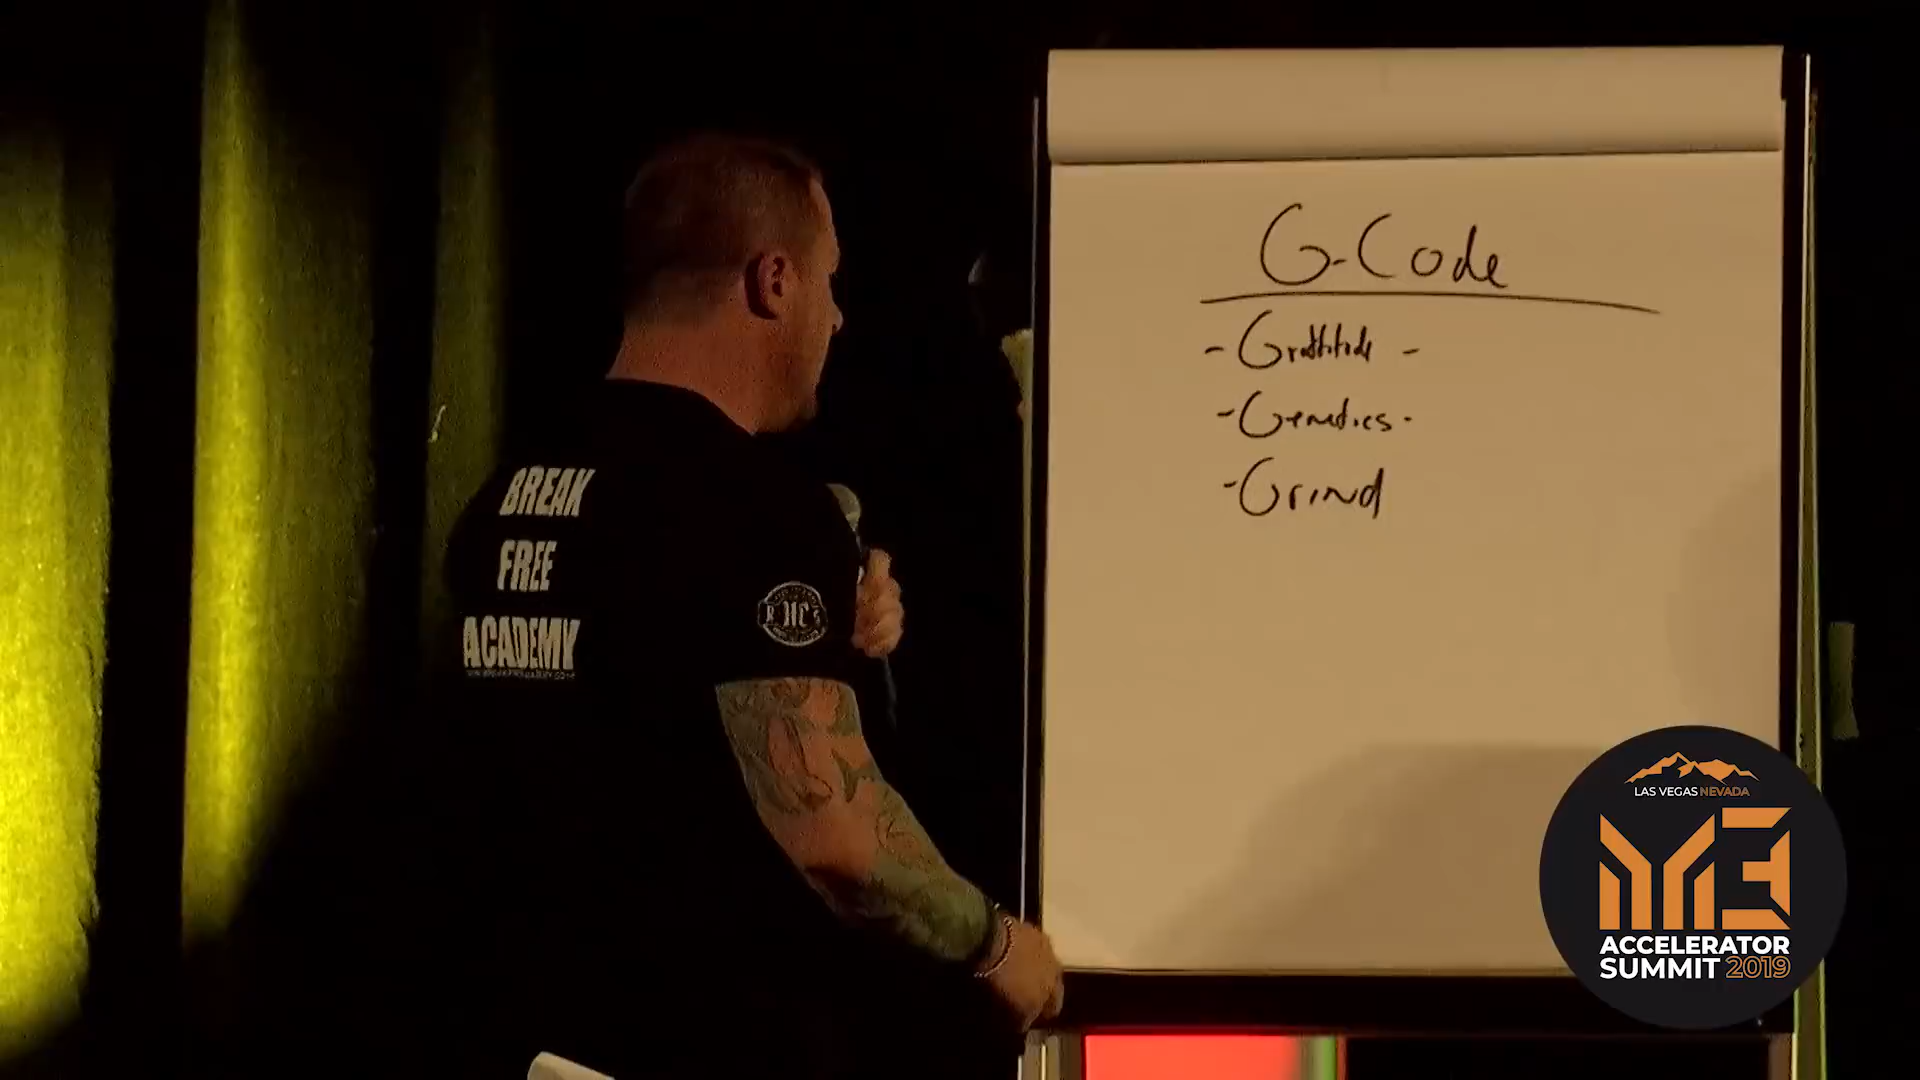 G-Code
- Gratitude -
- Genetics -
- Grind
BREAK
FREE
ACADEMY
LAS VEGAS NEVADA
ACCELERATOR
SUMMIT 2019